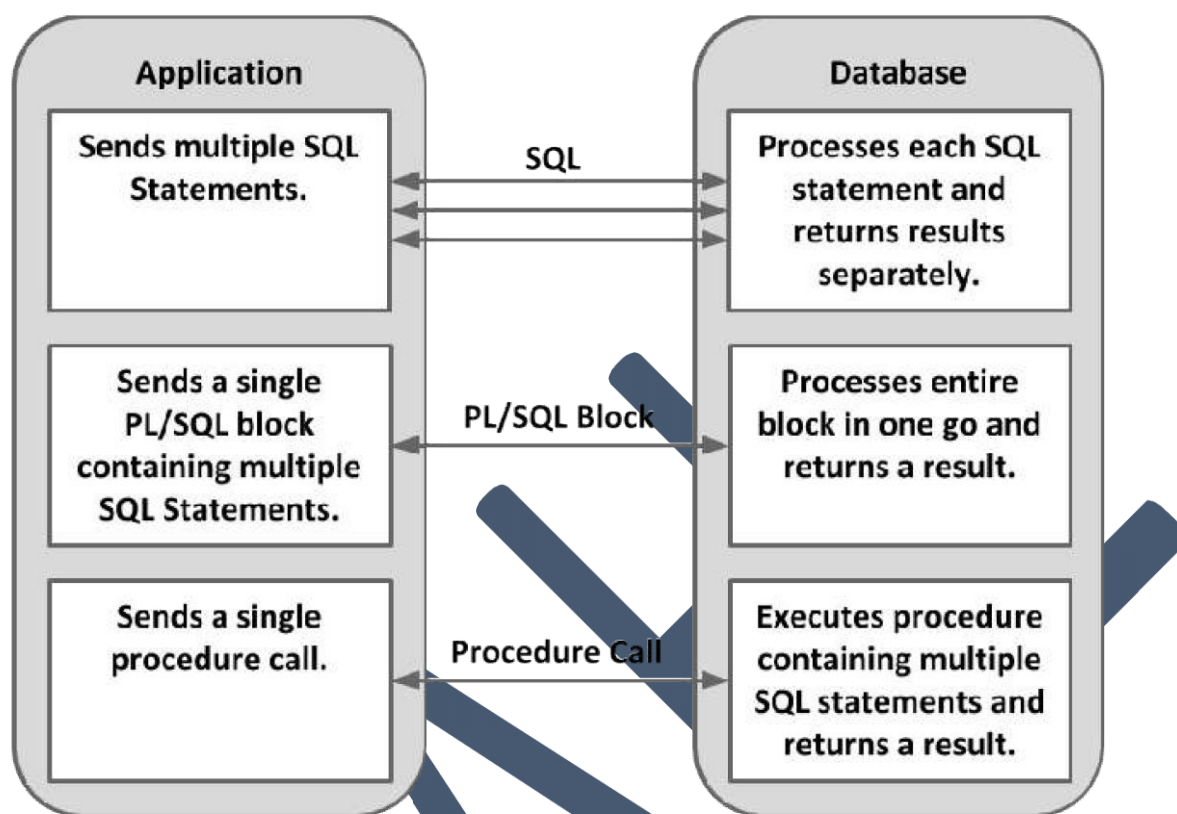 Application
Sends multiple SQL
Statements.
SQL
Database
Processes each SQL
statement and
returns results
separately.
Sends a single
PL/SQL block
containing multiple
SQL Statements.
PL/SQL Block
Processes entire
block in one go and
returns a result.
Sends a single
procedure call.
Procedure Call
Executes procedure
containing multiple
SQL statements and
returns a result.